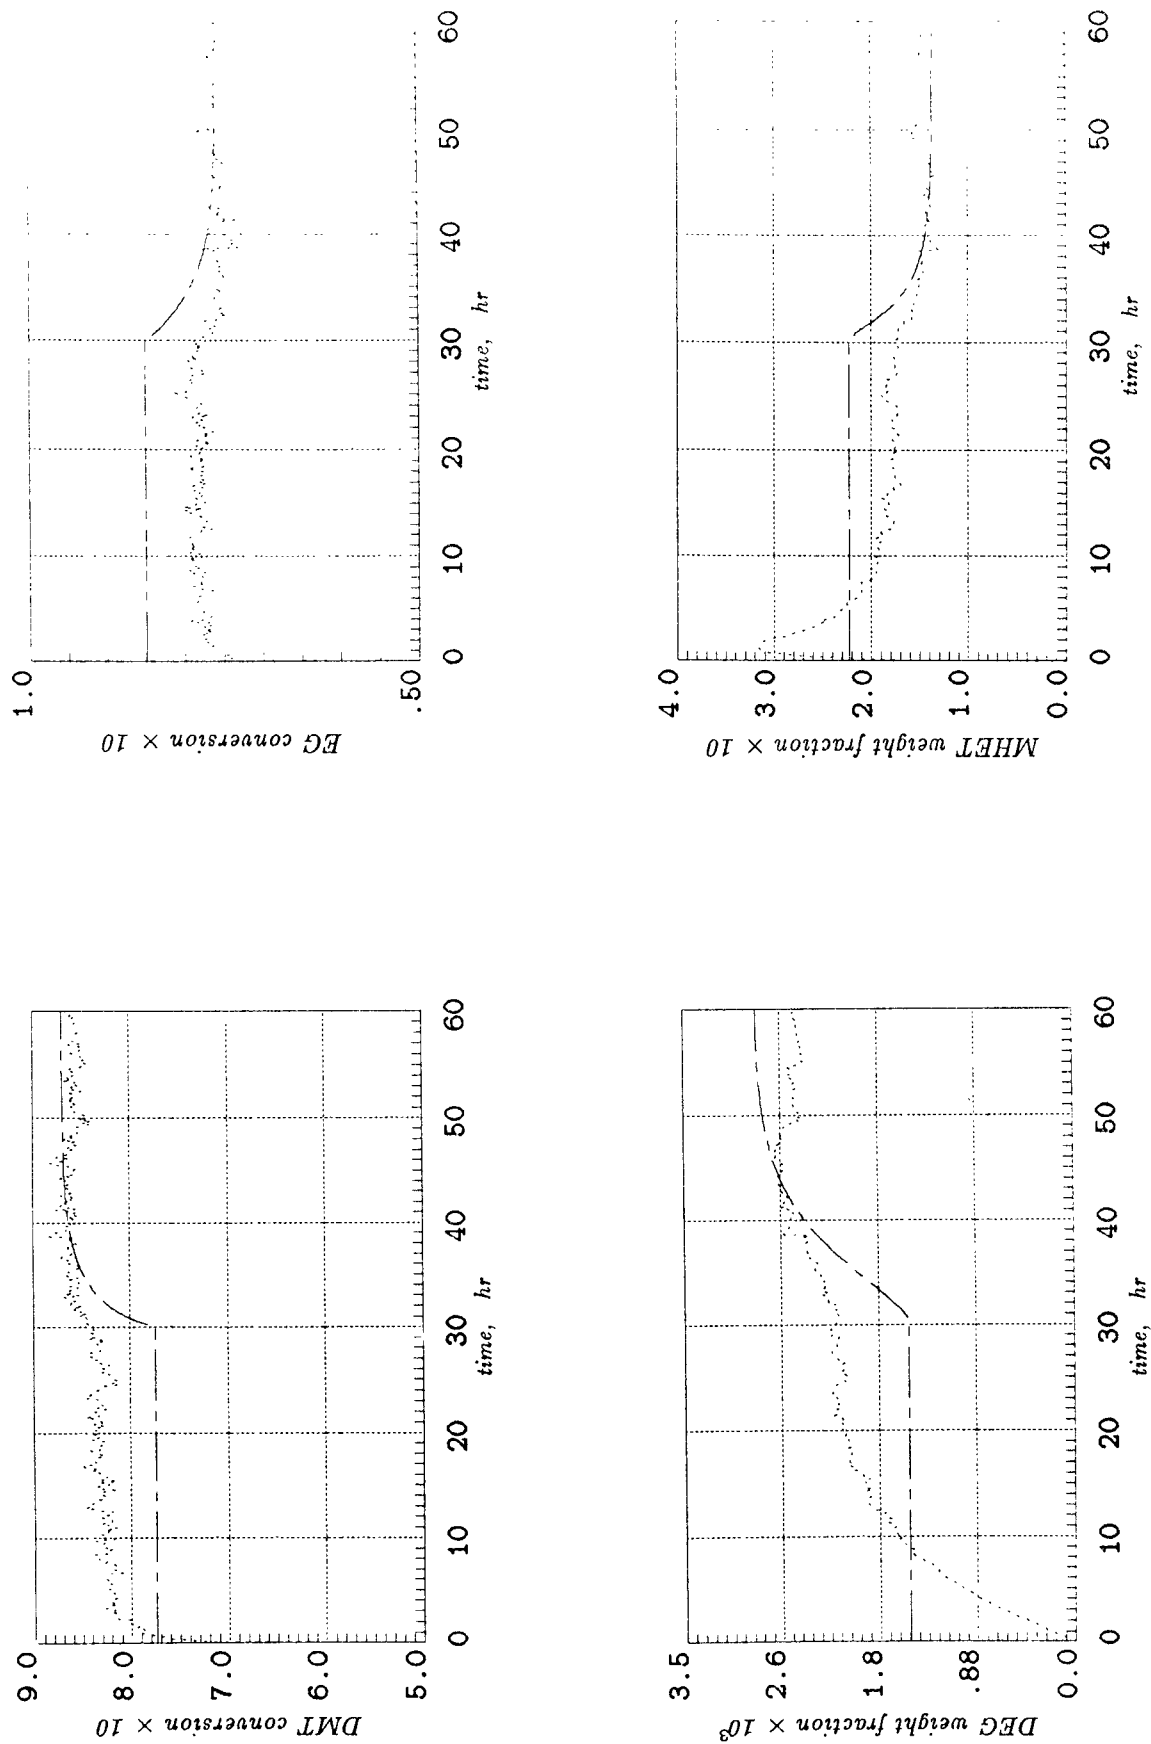 DMT conversion × 10
9.0
8.0
7.0
6.0
5.0
0 10 20 30 40 50 60
time, hr
EG conversion × 10
1.0
.50
0 10 20 30 40 50 60
time, hr
DEG weight fraction × 10³
3.5
2.6
1.8
.88
0.0
0 10 20 30 40 50 60
time, hr
MHET weight fraction × 10
4.0
3.0
2.0
1.0
0.0
0 10 20 30 40 50 60
time, hr